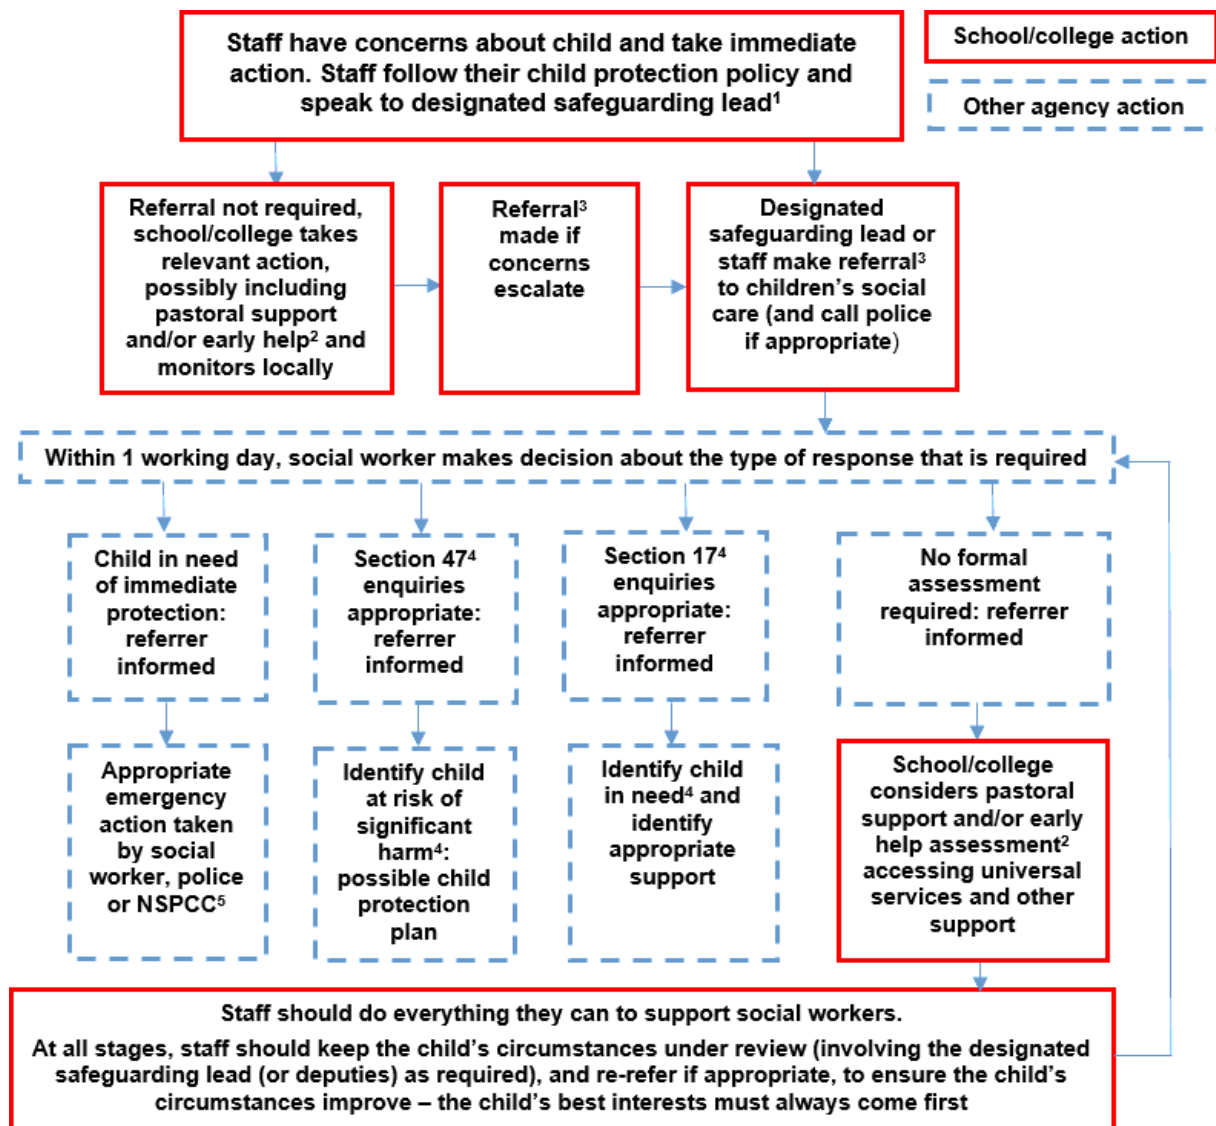 Staff have concerns about child and take immediate
action. Staff follow their child protection policy and
speak to designated safeguarding lead¹
School/college action
Other agency action
Referral not required,
school/college takes
relevant action,
possibly including
pastoral support
and/or early help² and
monitors locally
Referral³
made if
concerns
escalate
Designated
safeguarding lead or
staff make referral³
to children’s social
care (and call police
if appropriate)
Within 1 working day, social worker makes decision about the type of response that is required
Child in need
of immediate
protection:
referrer
informed
Section 47⁴
enquiries
appropriate:
referrer
informed
Section 17⁴
enquiries
appropriate:
referrer
informed
No formal
assessment
required: referrer
informed
Appropriate
emergency
action taken
by social
worker, police
or NSPCC⁵
Identify child
at risk of
significant
harm⁴:
possible child
protection
plan
Identify child
in need⁴ and
identify
appropriate
support
School/college
considers pastoral
support and/or early
help assessment²
accessing universal
services and other
support
Staff should do everything they can to support social workers.
At all stages, staff should keep the child’s circumstances under review (involving the designated
safeguarding lead (or deputies) as required), and re-refer if appropriate, to ensure the child’s
circumstances improve – the child’s best interests must always come first